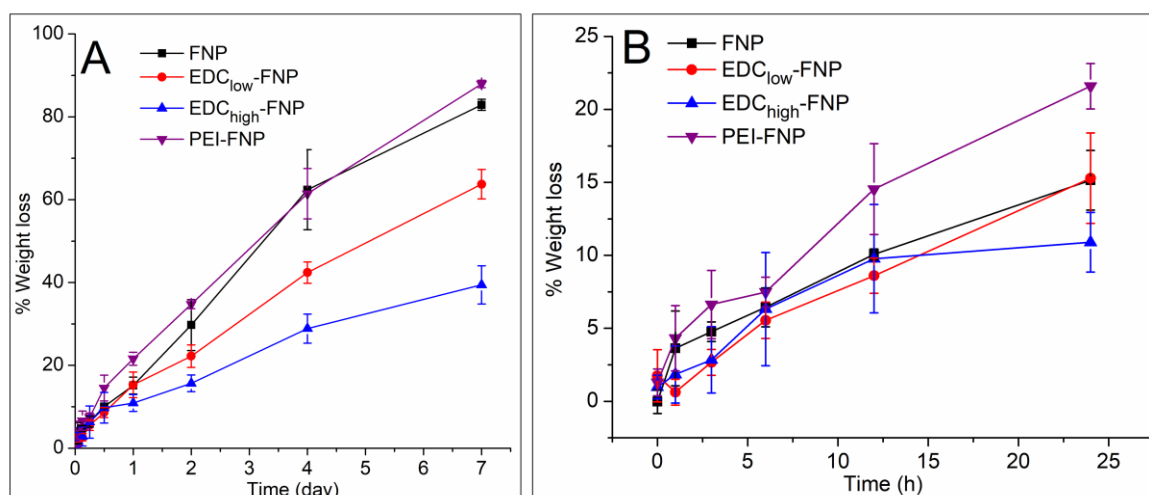 A
FNP
EDClow-FNP
EDChigh-FNP
PEI-FNP
% Weight loss
100
80
60
40
20
0
0 1 2 3 4 5 6 7
Time (day)
B
FNP
EDClow-FNP
EDChigh-FNP
PEI-FNP
% Weight loss
25
20
15
10
5
0
0 5 10 15 20 25
Time (h)